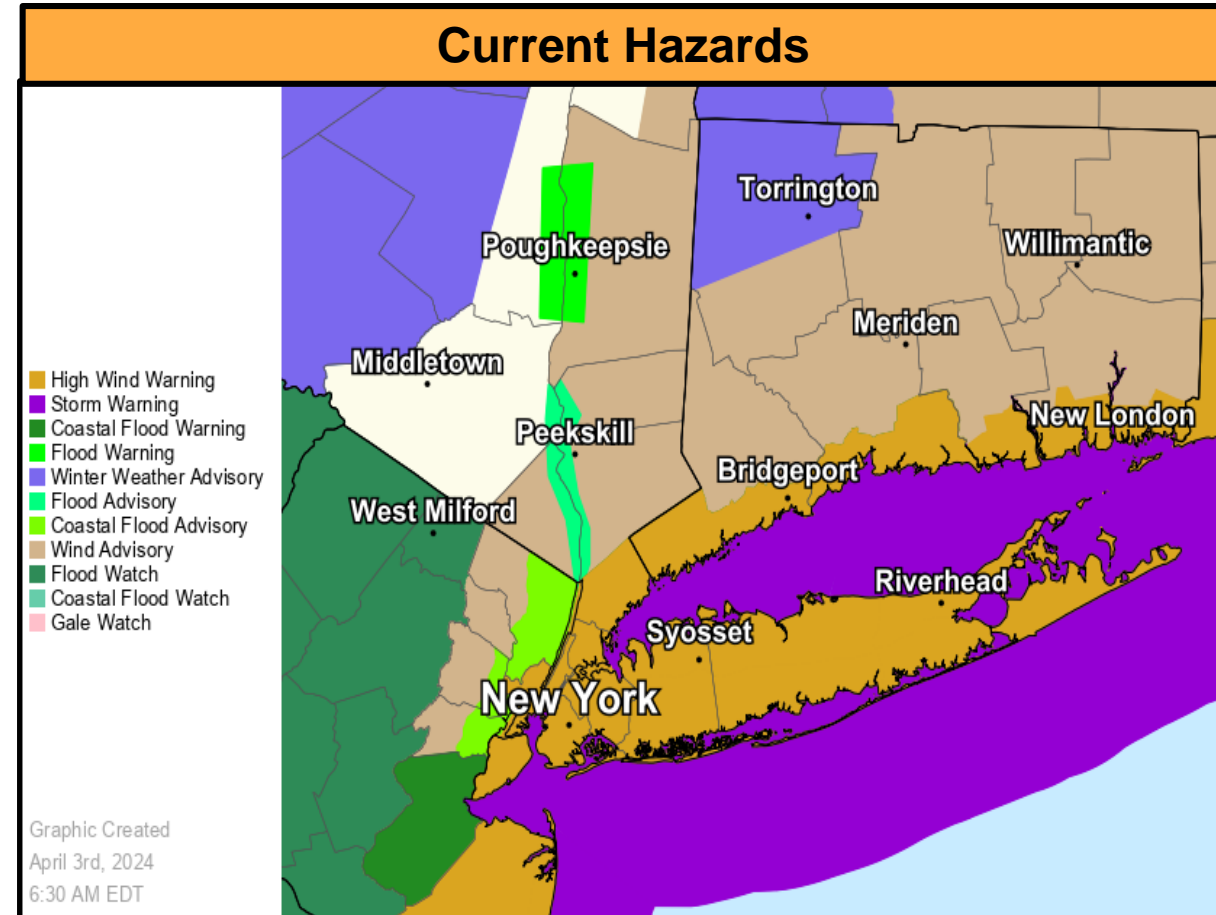 Current Hazards
Torrington
Poughkeepsie
Willimantic
Meriden
Middletown
High Wind Warning
Storm Warning
Coastal Flood Warning
Flood Warning
Winter Weather Advisory
Flood Advisory
Coastal Flood Advisory
Wind Advisory
Flood Watch
Coastal Flood Watch
Gale Watch
New London
Peekskill
Bridgeport
West Milford
Riverhead
Syosset
New York
Graphic Created
April 3rd, 2024
6:30 AM EDT